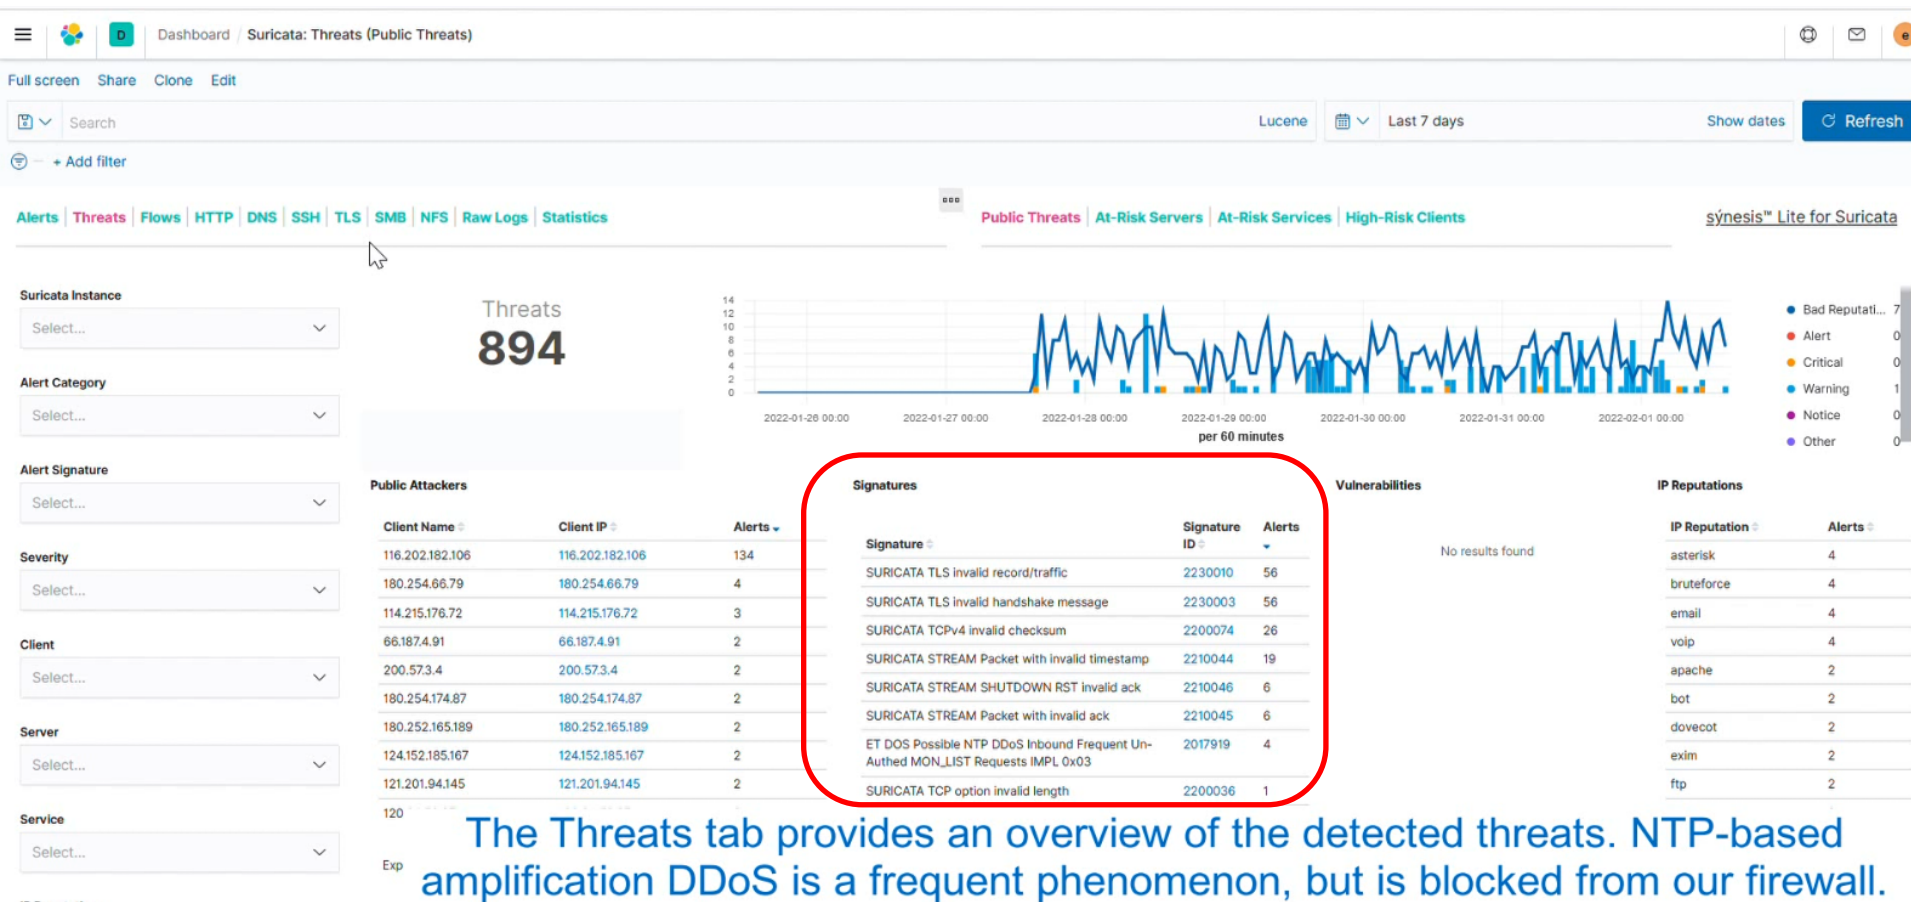 D Dashboard / Suricata: Threats (Public Threats) e
Full screen Share Clone Edit
Search Lucene Last 7 days Show dates Refresh
+ Add filter
Alerts | Threats | Flows | HTTP | DNS | SSH | TLS | SMB | NFS | Raw Logs | Statistics
Public Threats | At-Risk Servers | At-Risk Services | High-Risk Clients
sýnesis™ Lite for Suricata
Suricata Instance
Select...
Alert Category
Select...
Alert Signature
Select...
Severity
Select...
Client
Select...
Server
Select...
Service
Select...
Threats
894
14
12
10
8
6
4
2
0
2022-01-26 00:00 2022-01-27 00:00 2022-01-28 00:00 2022-01-29 00:00 2022-01-30 00:00 2022-01-31 00:00 2022-02-01 00:00
per 60 minutes
Bad Reputati... 7
Alert 0
Critical 0
Warning 1
Notice 0
Other 0
Public Attackers
Client Name Client IP Alerts
116.202.182.106 116.202.182.106 134
180.254.66.79 180.254.66.79 4
114.215.176.72 114.215.176.72 3
66.187.4.91 66.187.4.91 2
200.57.3.4 200.57.3.4 2
180.254.174.87 180.254.174.87 2
180.252.165.189 180.252.165.189 2
124.152.185.167 124.152.185.167 2
121.201.94.145 121.201.94.145 2
120
Exp
Signatures
Signature Signature ID Alerts
SURICATA TLS invalid record/traffic 2230010 56
SURICATA TLS invalid handshake message 2230003 56
SURICATA TCPv4 invalid checksum 2200074 26
SURICATA STREAM Packet with invalid timestamp 2210044 19
SURICATA STREAM SHUTDOWN RST invalid ack 2210046 6
SURICATA STREAM Packet with invalid ack 2210045 6
ET DOS Possible NTP DDoS Inbound Frequent Un- 2017919 4
Authed MON_LIST Requests IMPL 0x03
SURICATA TCP option invalid length 2200036 1
Vulnerabilities
No results found
IP Reputations
IP Reputation Alerts
asterisk 4
bruteforce 4
email 4
voip 4
apache 2
bot 2
dovecot 2
exim 2
ftp 2
The Threats tab provides an overview of the detected threats. NTP-based
amplification DDoS is a frequent phenomenon, but is blocked from our firewall.